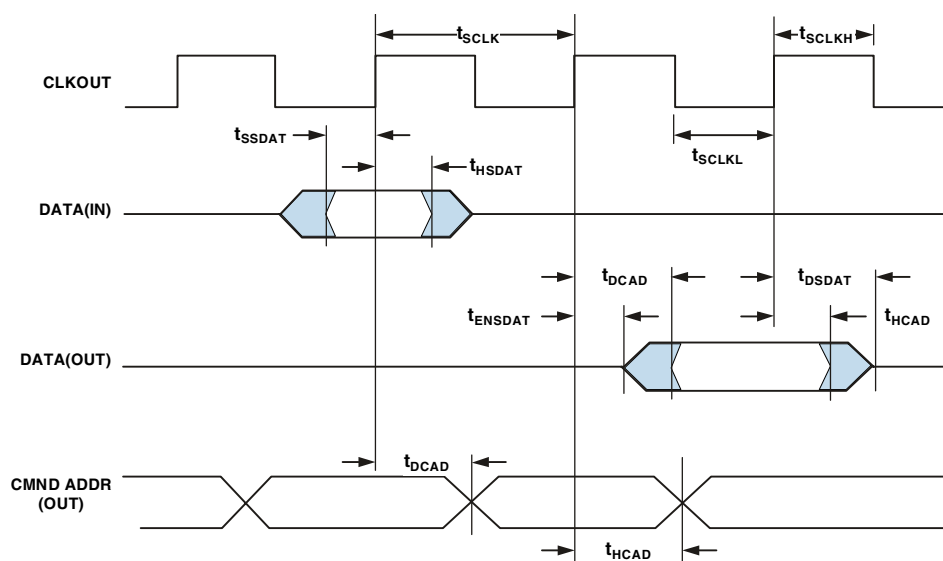 tSCLK
tSCLKH
CLKOUT
tSSDAT
tSCLKL
tHSDAT
DATA(IN)
tDCAD
tDSDAT
tENSDAT
tHCAD
DATA(OUT)
tDCAD
CMND ADDR
(OUT)
tHCAD